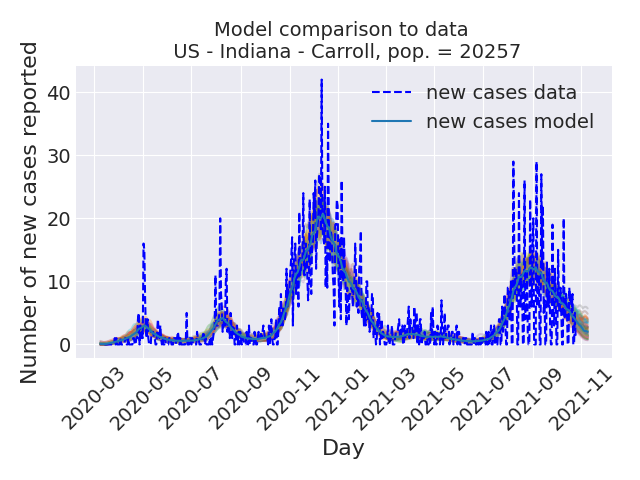 Model comparison to data
US - Indiana - Carroll, pop. = 20257
Number of new cases reported
40
30
20
10
0
new cases data
new cases model
2020-03
2020-05
2020-07
2020-09
2020-11
2021-01
2021-03
2021-05
2021-07
2021-09
2021-11
Day